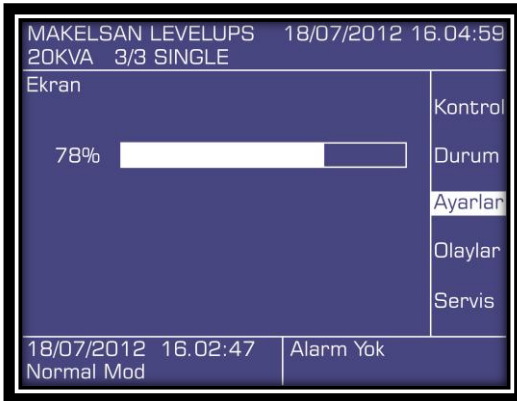 MAKELSAN LEVELUPS 18/07/2012 16.04:59
20KVA 3/3 SINGLE
Ekran
Kontrol
78%
Durum
Ayarlar
Olaylar
Servis
18/07/2012 16.02:47 Alarm Yok
Normal Mod